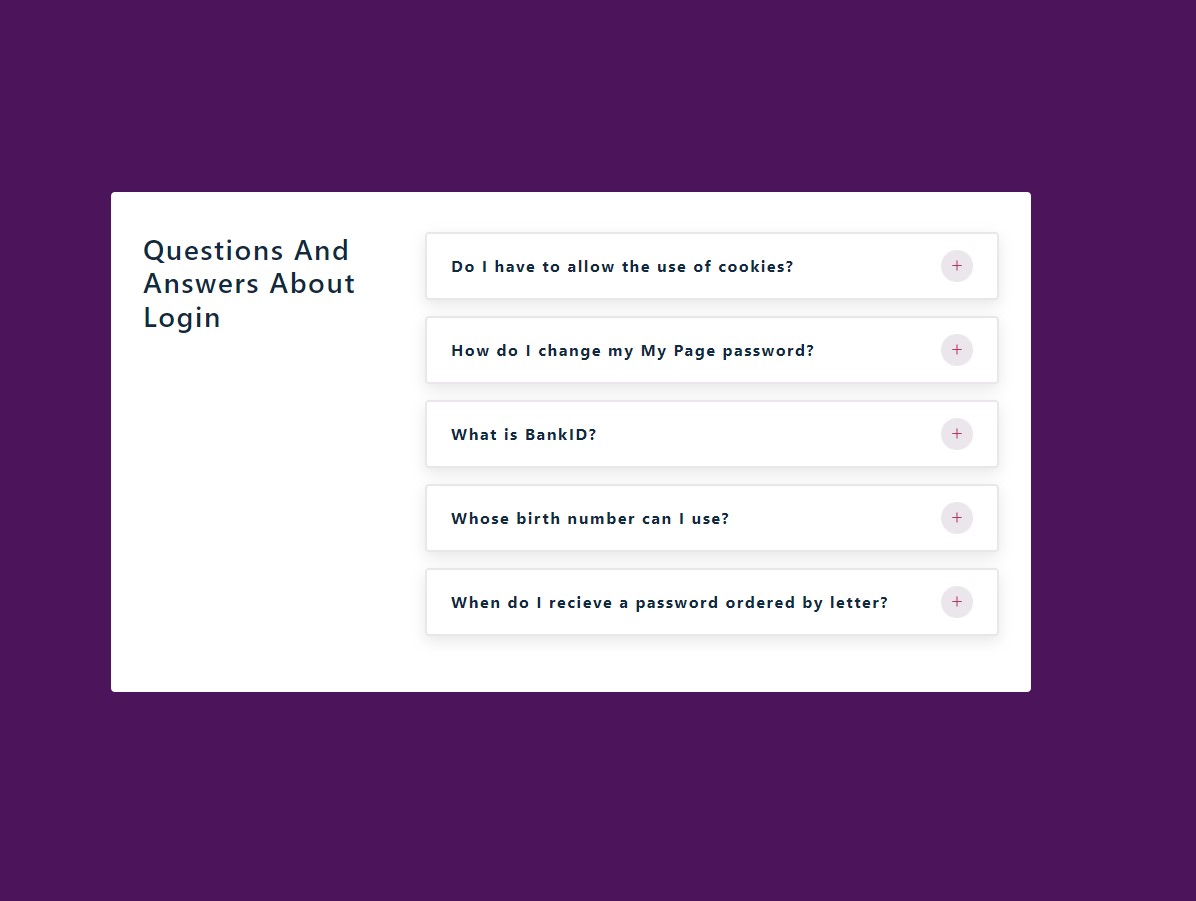 Questions And
Answers About
Login
Do I have to allow the use of cookies?
+
How do I change my My Page password?
+
What is BankID?
+
Whose birth number can I use?
+
When do I recieve a password ordered by letter?
+